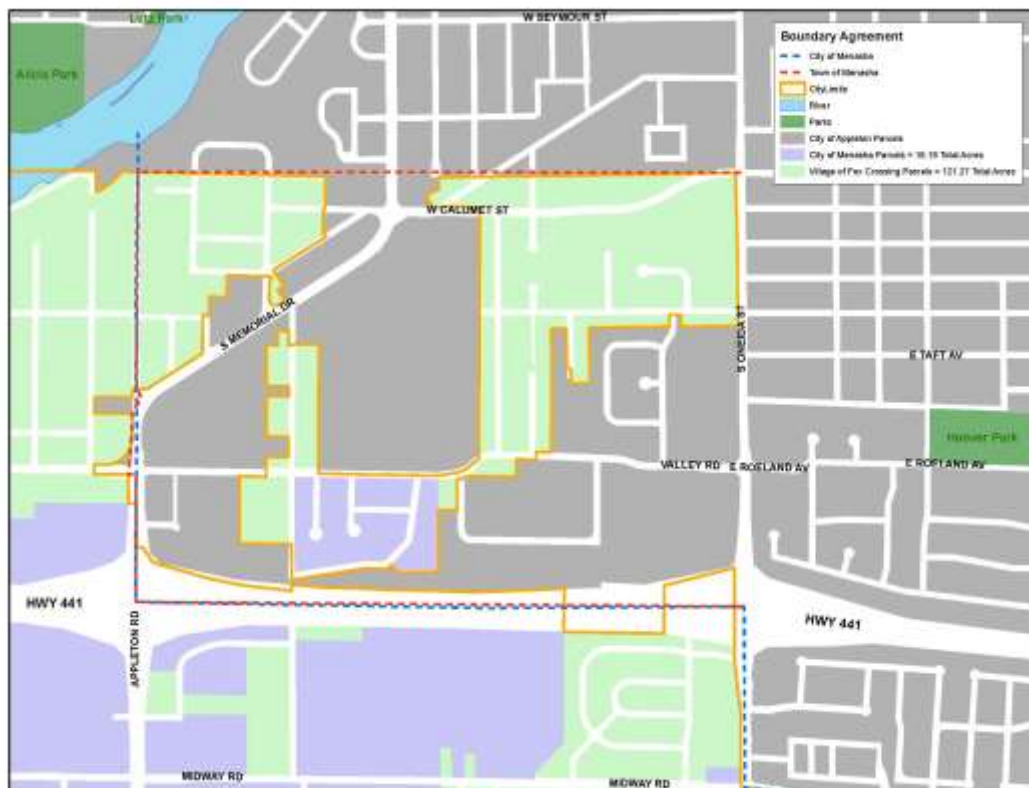 Lutz Park
W SEYMOUR ST
Boundary Agreement
City of Menasha
Town of Menasha
CityLimits
River
Parks
City of Appleton Parcels
City of Menasha Parcels = Total Acres
Village of Fox Crossing Parcels = 121.27 Total Acres
Alicia Park
W CALUMET ST
S MEMORIAL DR
S ONEIDA ST
E TAFT AV
Hoover Park
VALLEY RD
E ROELAND AV
E ROELAND AV
HWY 441
HWY 441
APPLETON RD
MIDWAY RD
MIDWAY RD